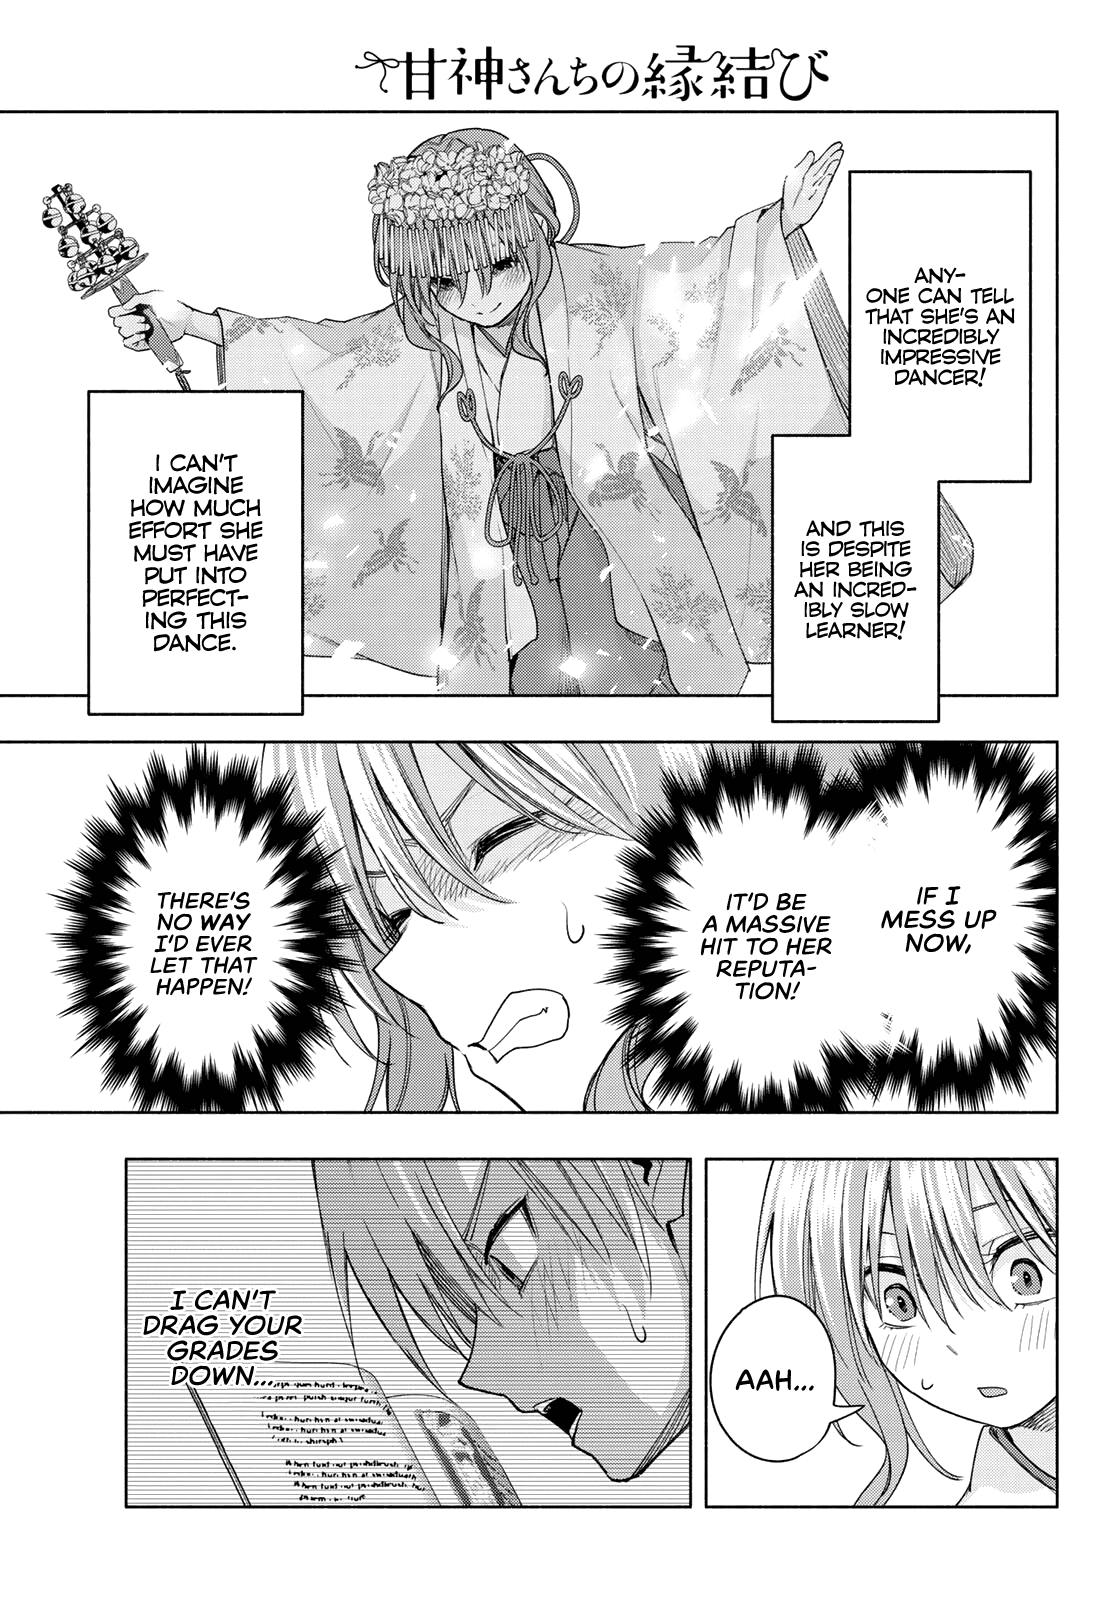 甘神さんちの縁結び
ANY-
ONE CAN TELL
THAT SHE'S AN
INCREDIBLY
IMPRESSIVE
DANCER!
AND THIS
IS DESPITE
HER BEING
AN INCRED-
IBLY SLOW
LEARNER!
I CAN'T
IMAGINE
HOW MUCH
EFFORT SHE
MUST HAVE
PUT INTO
PERFECT-
ING THIS
DANCE.
IF I
MESS UP
NOW,
IT'D BE
A MASSIVE
HIT TO HER
REPUTA-
TION!
THERE'S
NO WAY
I'D EVER
LET THAT
HAPPEN!
AAH...
I CAN'T
DRAG YOUR
GRADES
DOWN...